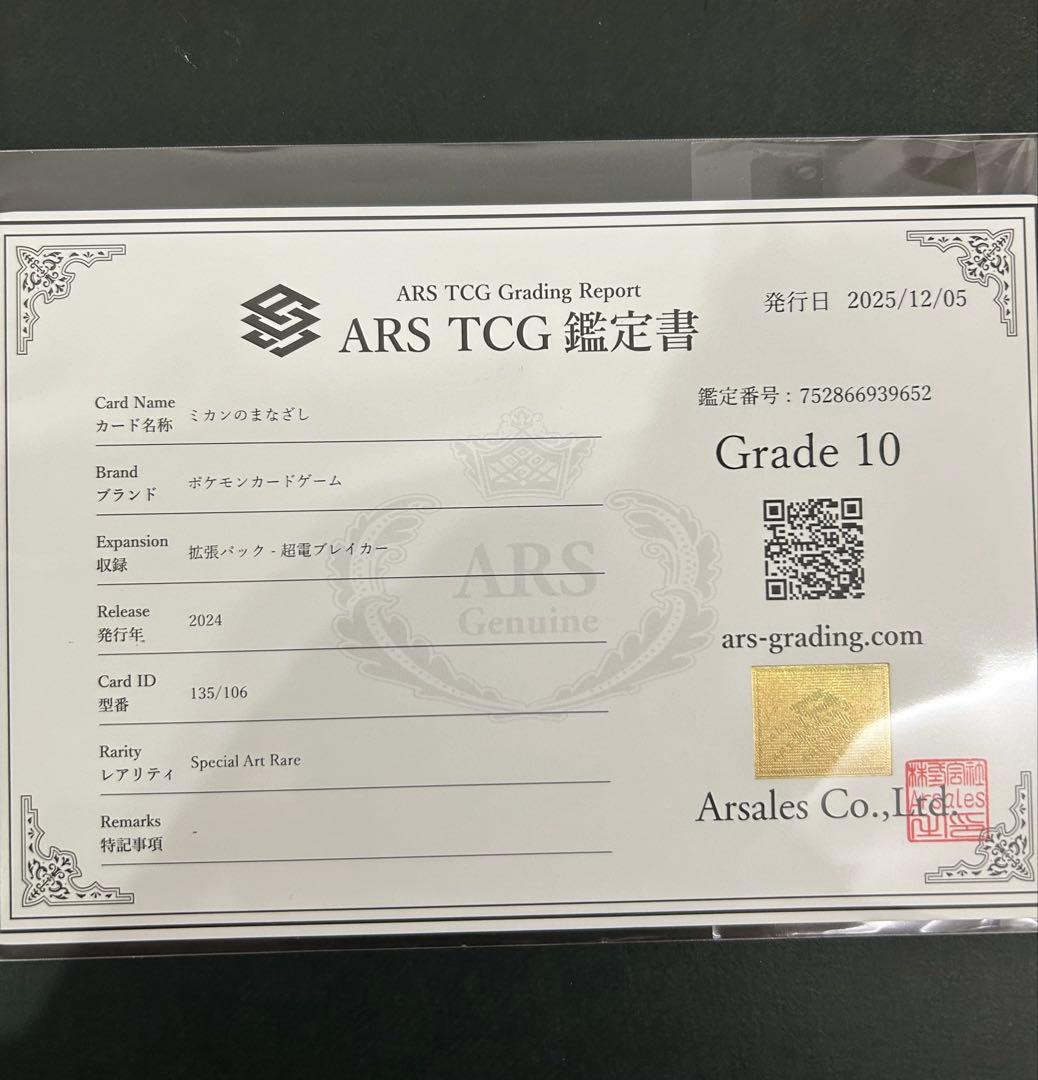 ARS TCG Grading Report
ARS TCG 鑑定書
発行日 2025/12/05
Card Name
カード名称
ミカンのまなざし
Brand
ブランド
ポケモンカードゲーム
Expansion
収録
拡張パック - 超電ブレイカー
Release
発行年
2024
Card ID
型番
135/106
Rarity
レアリティ
Special Art Rare
Remarks
特記事項
-
ARS
Genuine
鑑定番号 : 752866939652
Grade 10
ars-grading.com
Arsales Co.,Ltd.
株式会社
Arsales